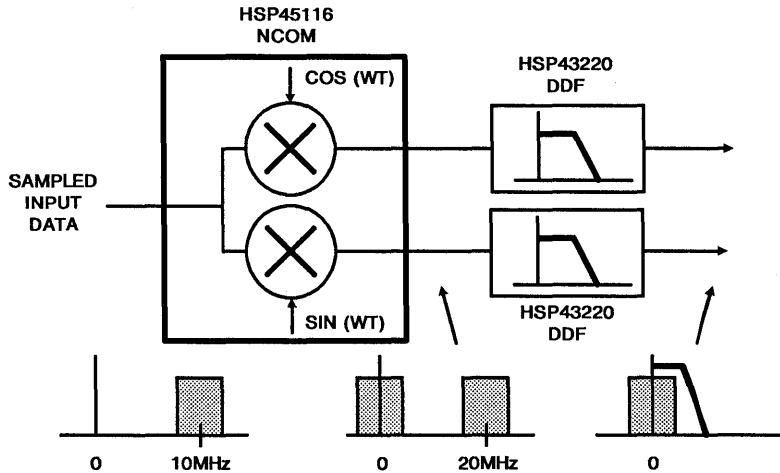 HSP45116
NCOM
COS (WT)
HSP43220
DDF
SAMPLED
INPUT
DATA
SIN (WT)
HSP43220
DDF
0
10MHz
0
20MHz
0